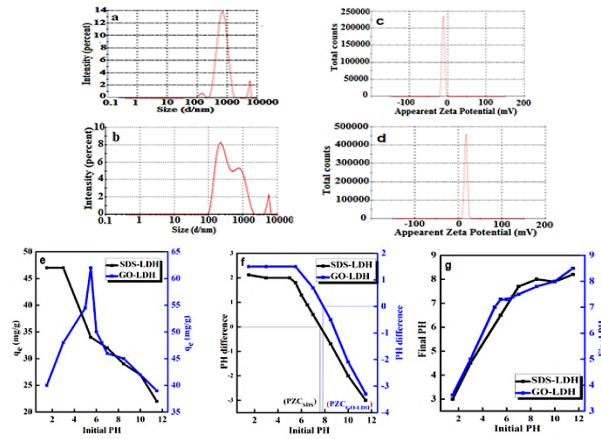 a
Intensity (percent)
14
12
10
8
6
4
2
0
0.1 1 10 100 1000 10000
Size (d/nm)
b
Intensity (percent)
10
8
6
4
2
0
0.1 1 10 100 1000 10000
Size (d/nm)
c
Total counts
250000
200000
150000
100000
50000
0
-100 0 100 200
Appearent Zeta Potential (mV)
d
Total counts
500000
400000
300000
200000
100000
0
-100 0 100 200
Appearent Zeta Potential (mV)
e
SDS-LDH
GO-LDH
qe (mg/g)
50
45
40
35
30
25
20
65
60
55
50
45
40
35
qe (mg/g)
2 4 6 8 10 12
Initial PH
f
SDS-LDH
GO-LDH
PH difference
3
2
1
0
-1
-2
-3
2
1
0
-1
-2
-3
PH difference
(PZCSDS)
(PZCGO-LDH)
2 4 6 8 10 12
Initial PH
g
SDS-LDH
GO-LDH
Final PH
9
8
7
6
5
4
3
2
9
8
7
6
5
4
3
2
2 4 6 8 10 12
Initial PH